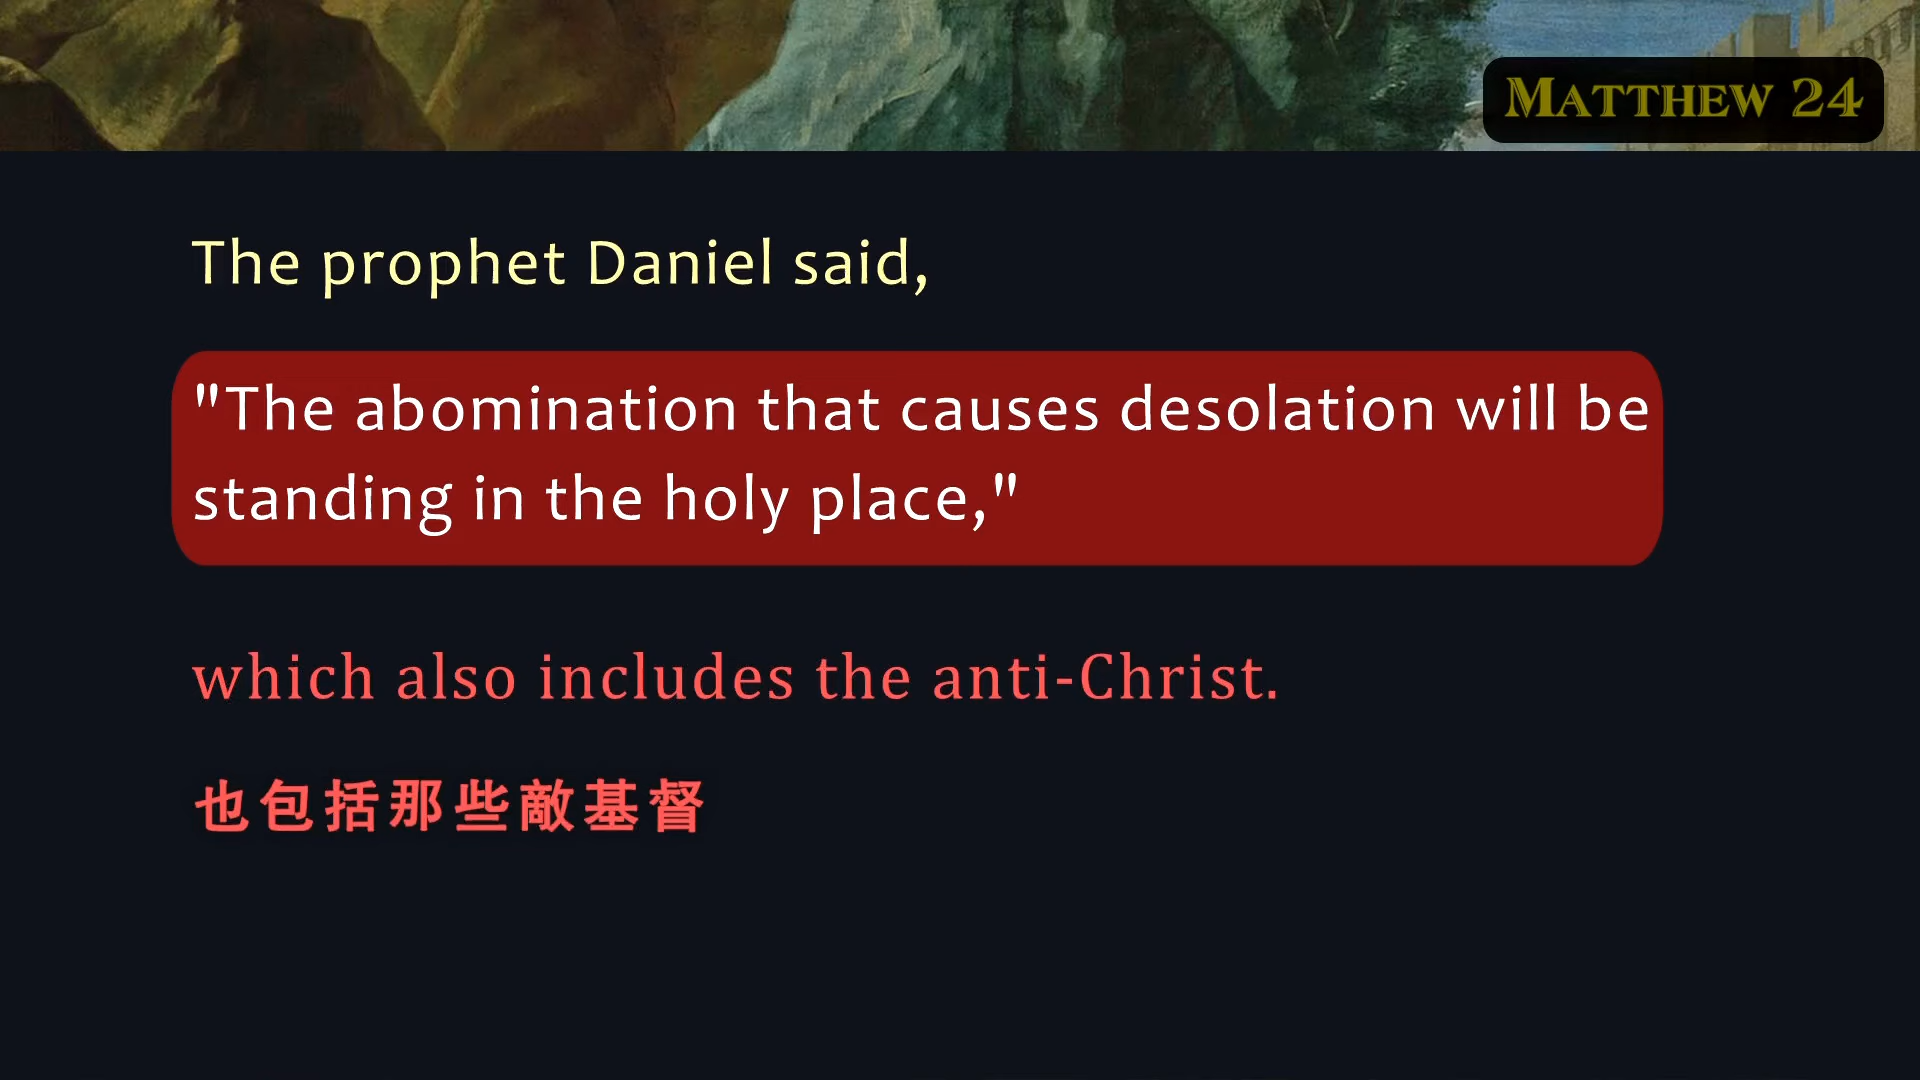 Matthew 24
The prophet Daniel said,
"The abomination that causes desolation will be
standing in the holy place,"
which also includes the anti-Christ.
也包括那些敵基督